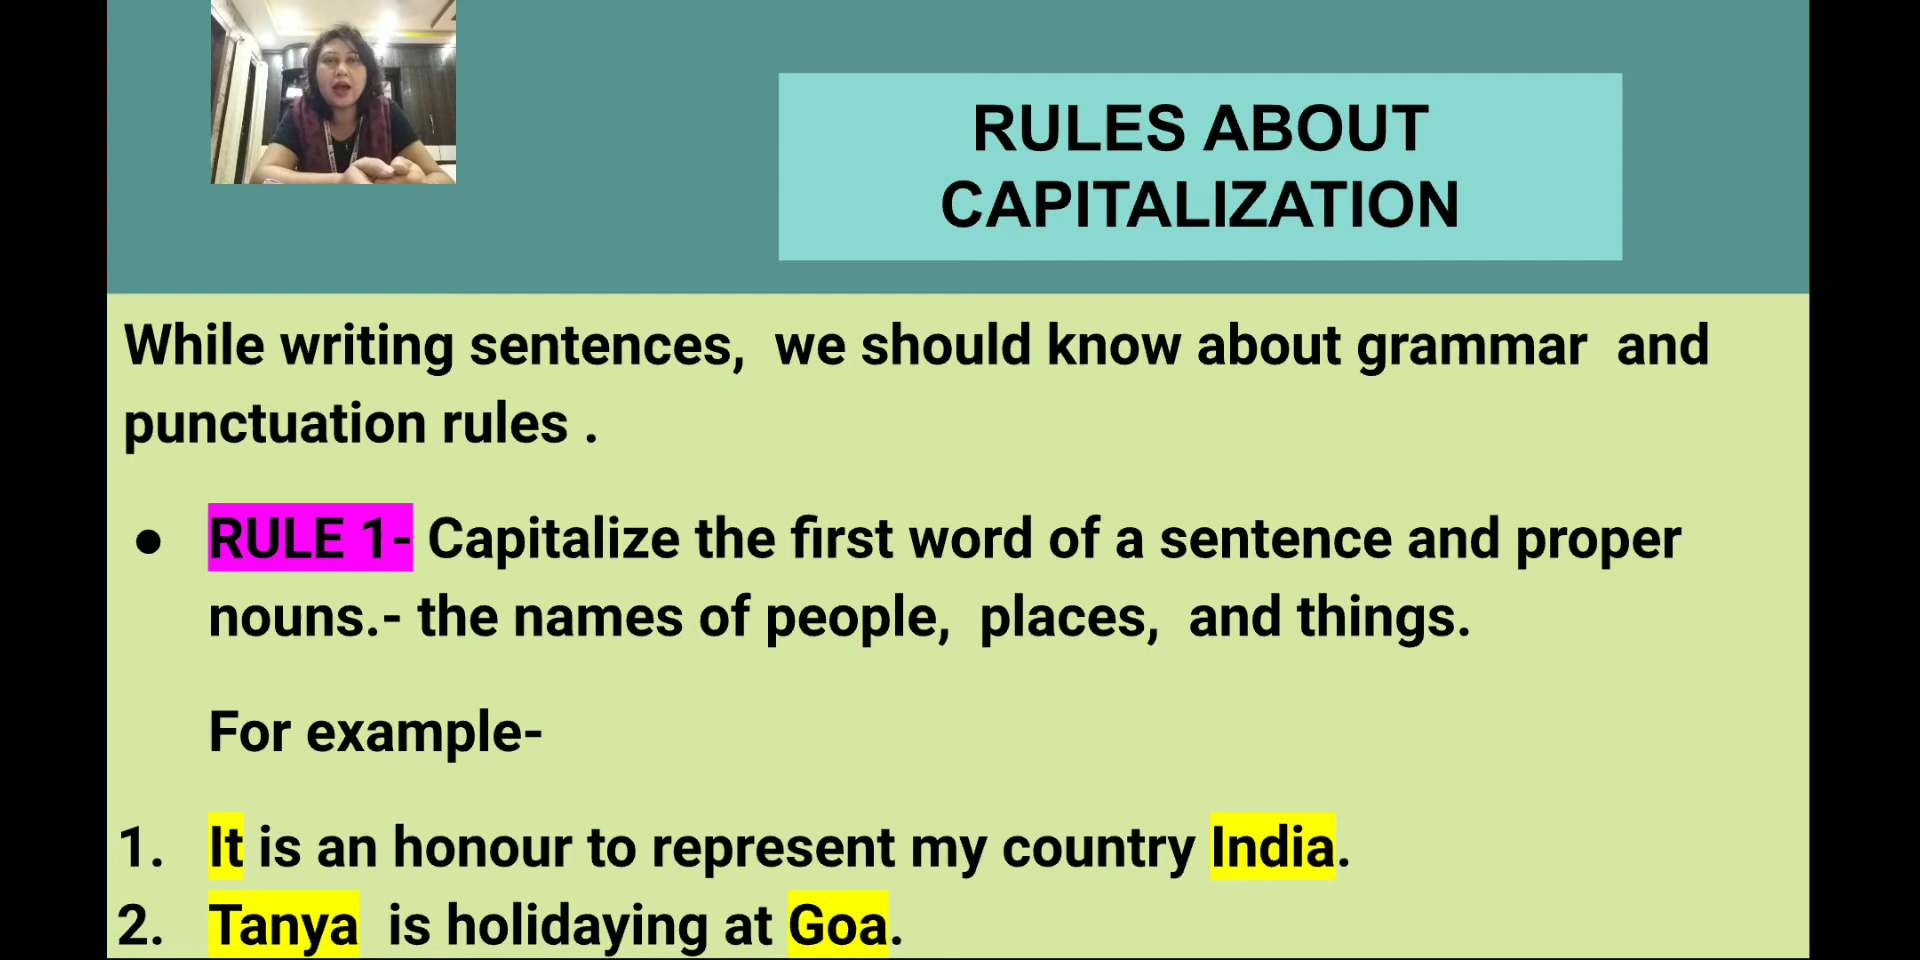 RULES ABOUT
CAPITALIZATION
While writing sentences,  we should know about grammar  and
punctuation rules .
● RULE 1- Capitalize the first word of a sentence and proper
nouns.- the names of people,  places,  and things.
For example-
1. It is an honour to represent my country India.
2. Tanya  is holidaying at Goa.